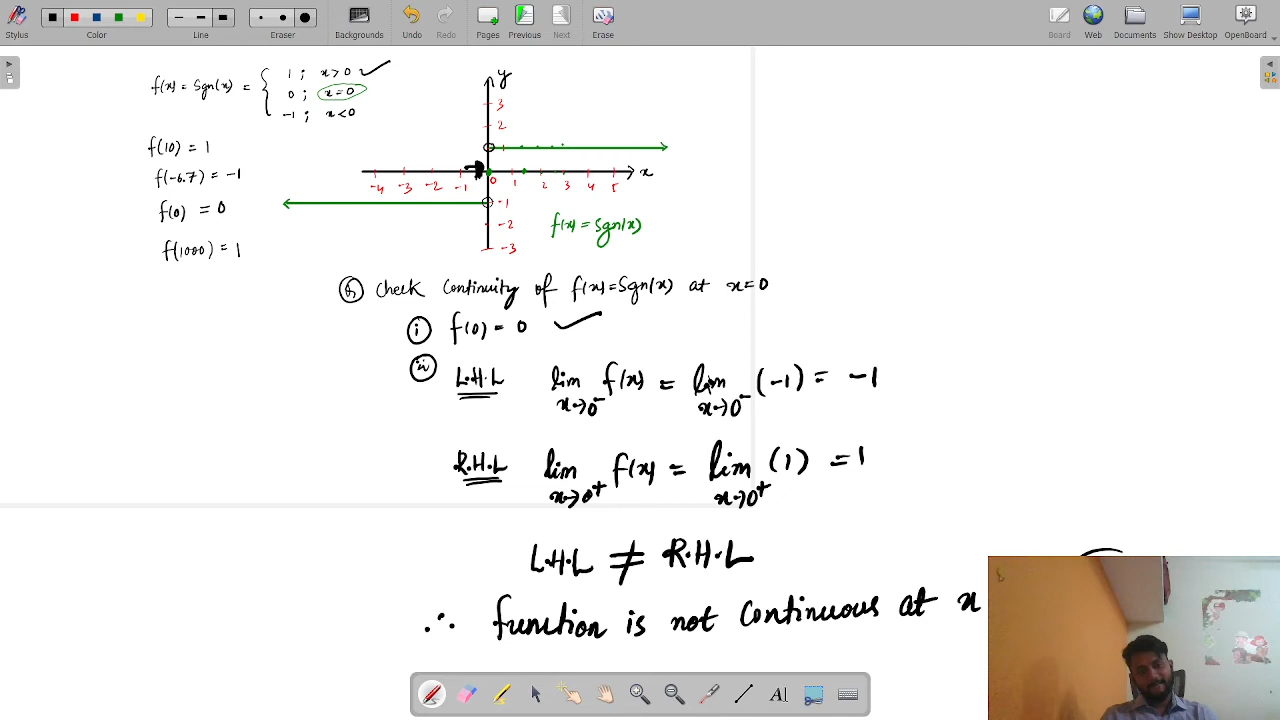 Stylus Color Line Eraser Backgrounds Undo Redo Pages Previous Next Erase Board Web Documents Show Desktop OpenBoard
f(x) = Sgn(x) = { 1 ; x>0
0 ; x=0
-1 ; x<0
f(10) = 1
f(-6.7) = -1
f(0) = 0
f(1000) = 1
y
3
2
1
-4 -3 -2 -1 0 1 2 3 4 5 x
-1
-2
-3
f(x) = Sgn(x)
Q Check Continuity of f(x)=Sgn(x) at x=0
i f(0) = 0
ii L.H.L lim x→0⁻ f(x) = lim x→0⁻ (-1) = -1
R.H.L lim x→0⁺ f(x) = lim x→0⁺ (1) = 1
L.H.L ≠ R.H.L
∴ function is not continuous at x